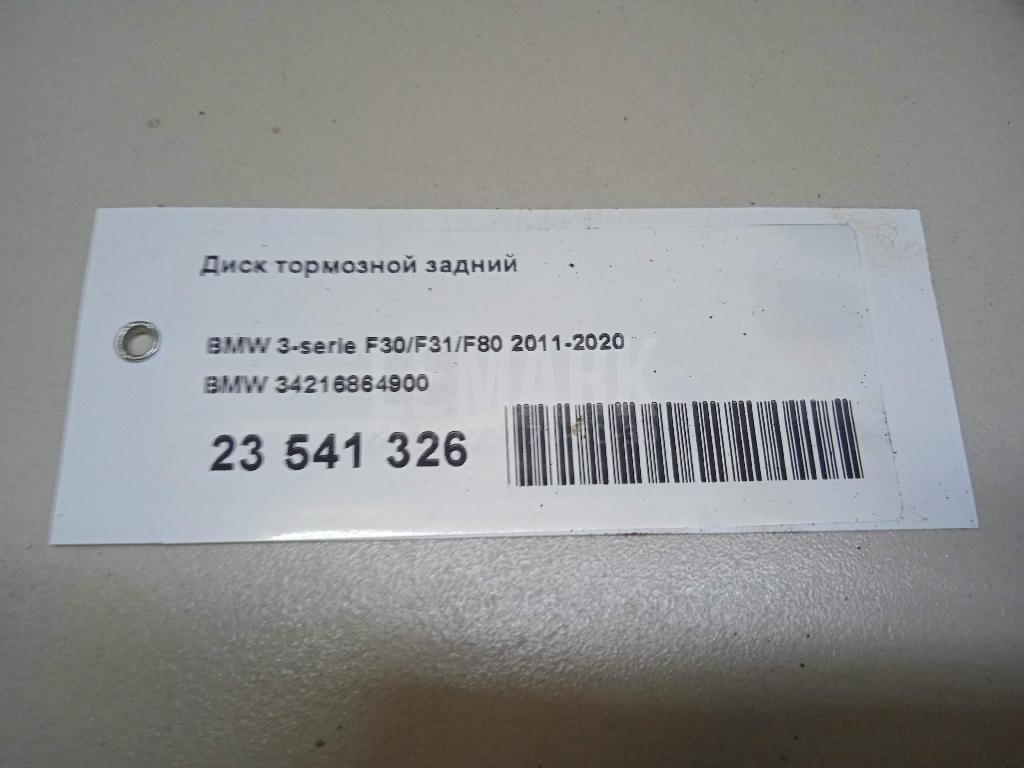 Диск тормозной задний
BMW 3-serie F30/F31/F80 2011-2020
BMW 34216864900
23 541 326